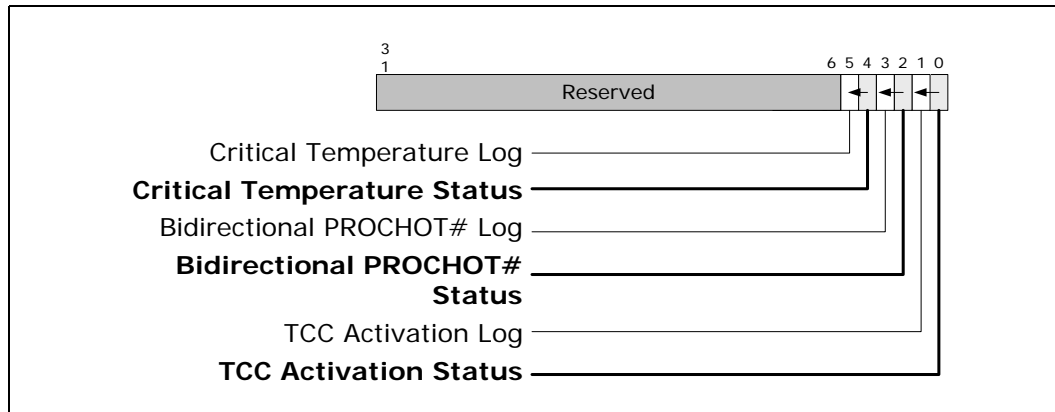 3
1 6 5 4 3 2 1 0
Reserved
Critical Temperature Log
Critical Temperature Status
Bidirectional PROCHOT# Log
Bidirectional PROCHOT#
Status
TCC Activation Log
TCC Activation Status